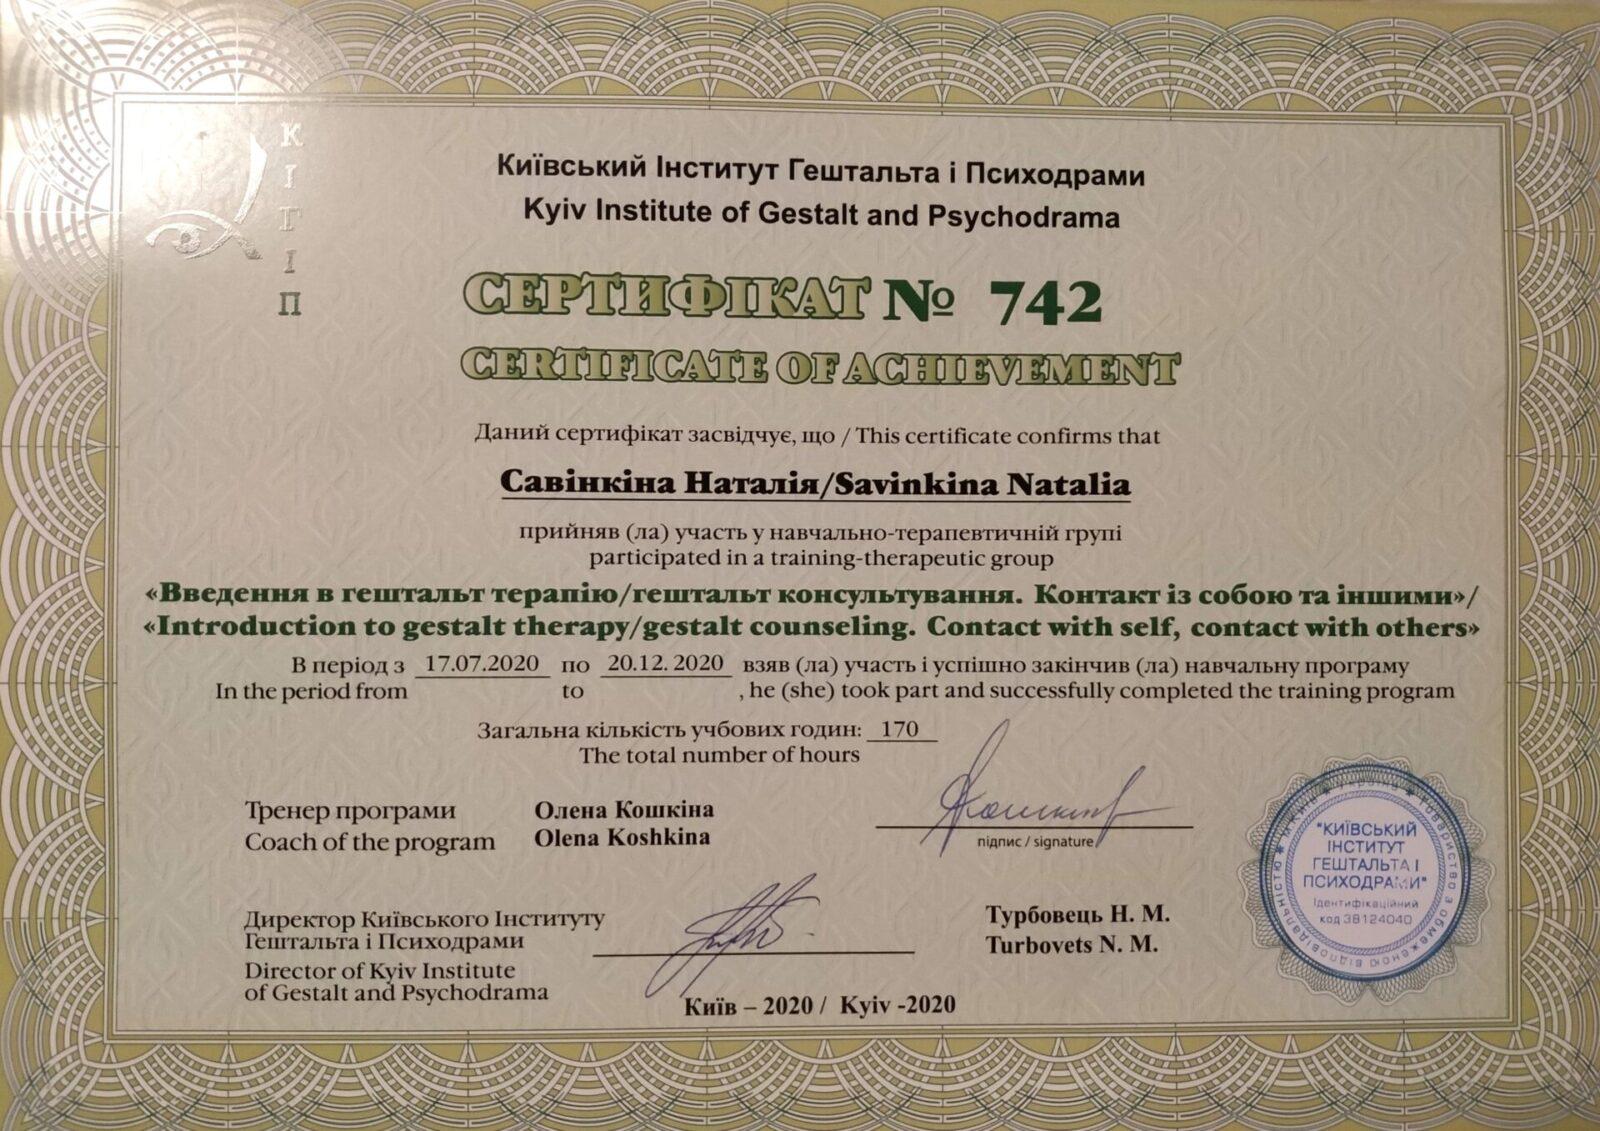 КІГІП
Київський Інститут Гештальта і Психодрами
Kyiv Institute of Gestalt and Psychodrama
СЕРТИФІКАТ № 742
CERTIFICATE OF ACHIEVEMENT
Даний сертифікат засвідчує, що / This certificate confirms that
Савінкіна Наталія/Savinkina Natalia
прийняв (ла) участь у навчально-терапевтичній групі
participated in a training-therapeutic group
«Введення в гештальт терапію/гештальт консультування. Контакт із собою та іншими»/
«Introduction to gestalt therapy/gestalt counseling. Contact with self, contact with others»
В період з 17.07.2020 по 20.12. 2020 взяв (ла) участь і успішно закінчив (ла) навчальну програму
In the period from to , he (she) took part and successfully completed the training program
Загальна кількість учбових годин: 170
The total number of hours
Тренер програми Олена Кошкіна
Coach of the program Olena Koshkina
підпис / signature
Директор Київського Інституту
Гештальта і Психодрами
Director of Kyiv Institute
of Gestalt and Psychodrama
Турбовець Н. М.
Turbovets N. M.
Київ – 2020 / Kyiv -2020
м.Київ * Україна * Товариство з обмеженою відповідальністю *
"КИЇВСЬКИЙ
ІНСТИТУТ
ГЕШТАЛЬТА І
ПСИХОДРАМИ"
Ідентифікаційний
код 38124040